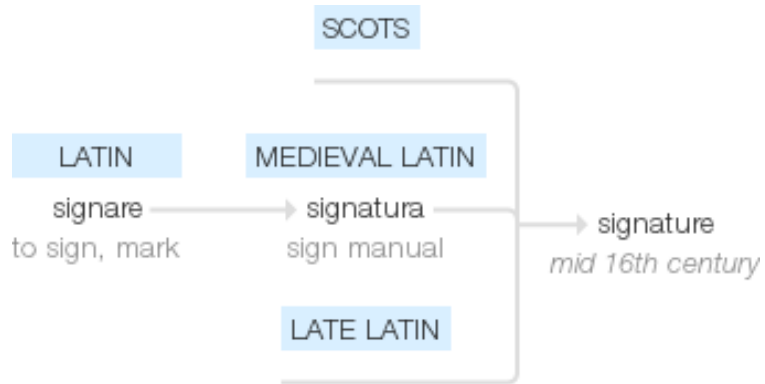 SCOTS
LATIN
MEDIEVAL LATIN
signare
signatura
signature
to sign, mark
sign manual
mid 16th century
LATE LATIN